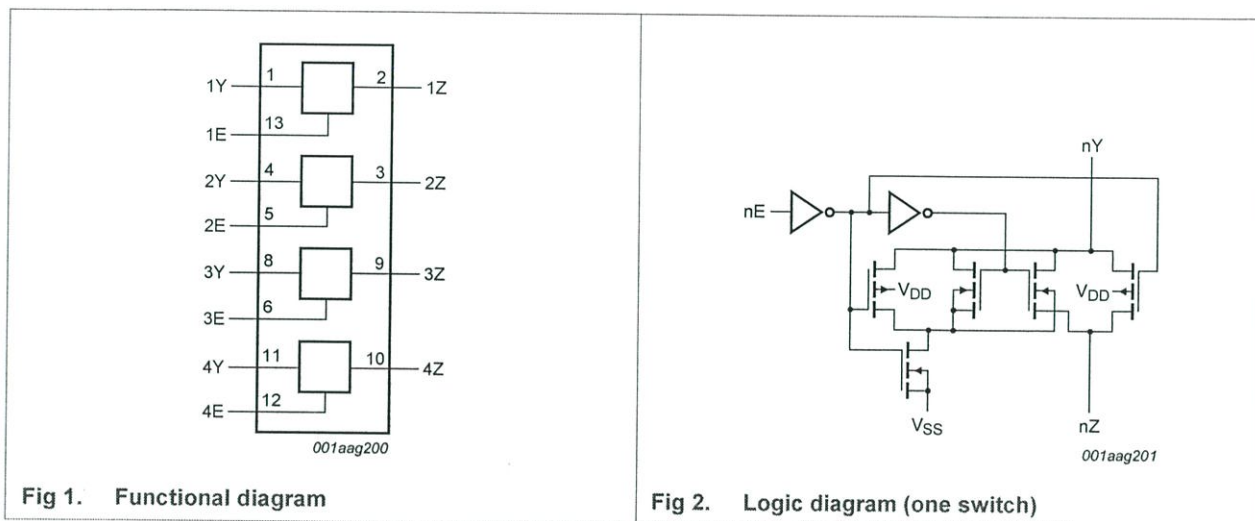 1Y 1 2 1Z
1E 13
2Y 4 3 2Z
2E 5
3Y 8 9 3Z
3E 6
4Y 11 10 4Z
4E 12
001aag200
Fig 1. Functional diagram
nY
nE
VDD VDD
VSS
nZ
001aag201
Fig 2. Logic diagram (one switch)